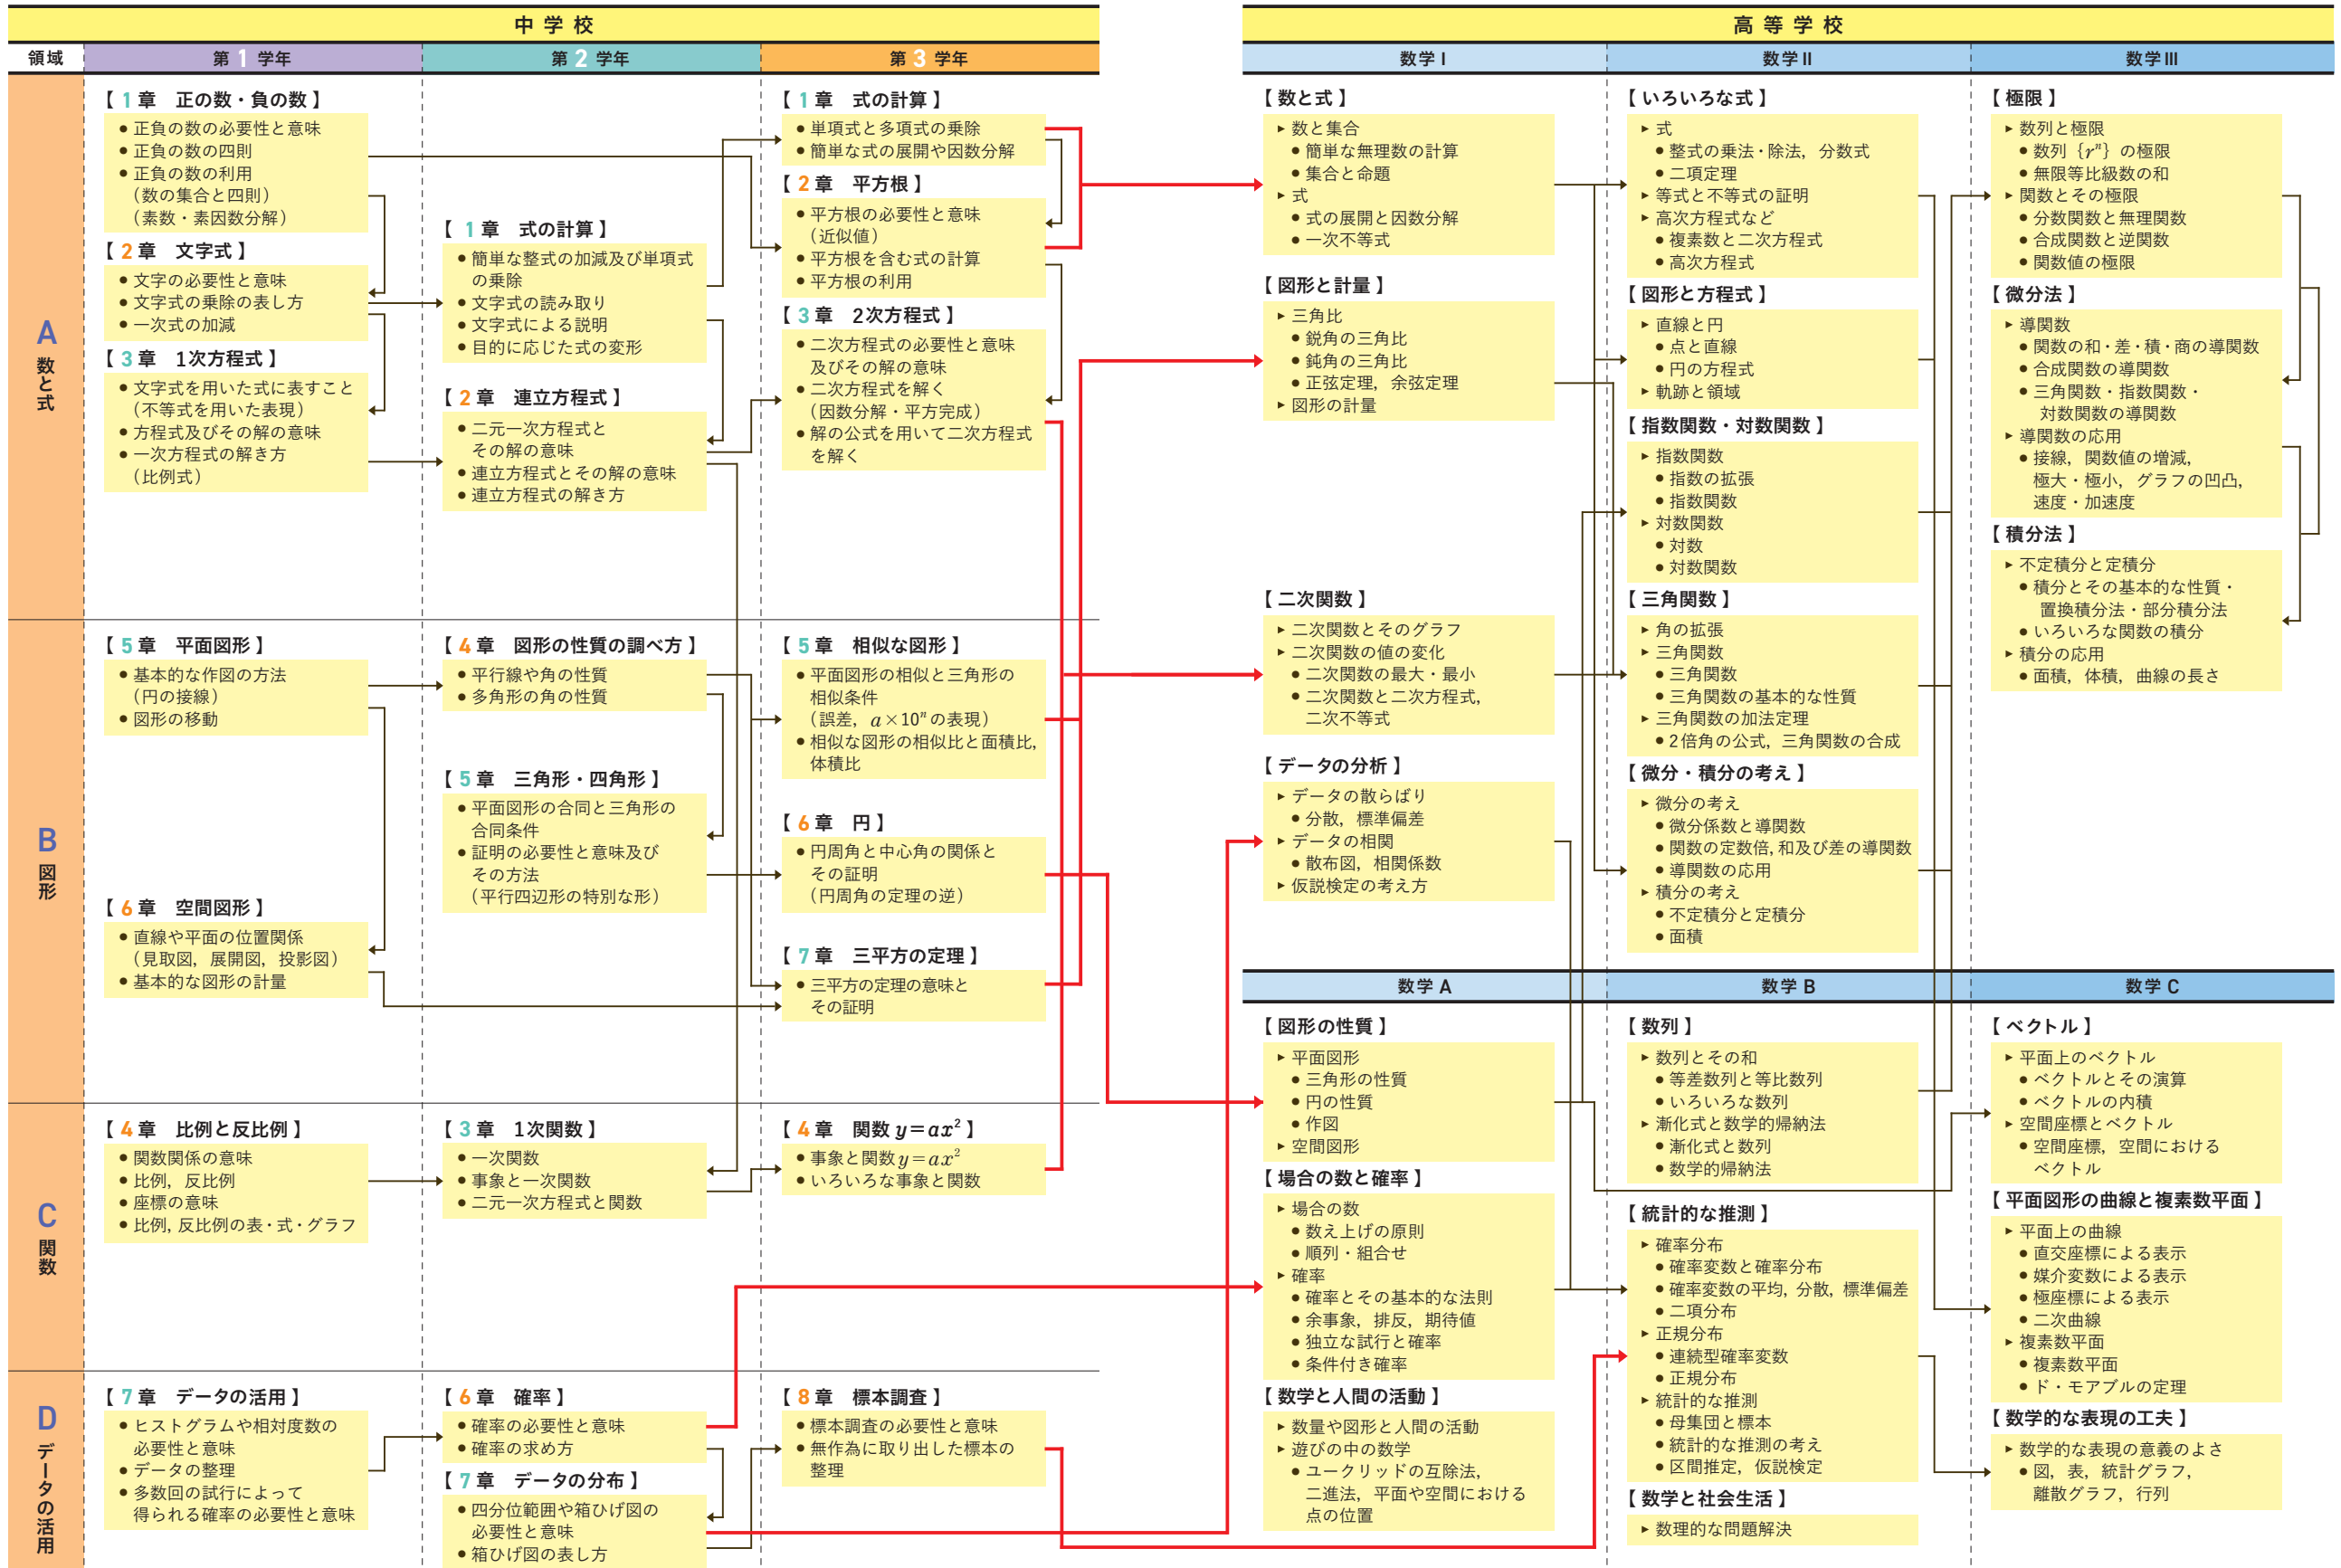 中学校
領域
第1学年
第2学年
第3学年
A 数と式
【1章 正の数・負の数】
● 正負の数の必要性と意味
● 正負の数の四則
● 正負の数の利用
（数の集合と四則）
（素数・素因数分解）
【2章 文字式】
● 文字の必要性と意味
● 文字式の乗除の表し方
● 一次式の加減
【3章 1次方程式】
● 文字式を用いた式に表すこと
（不等式を用いた表現）
● 方程式及びその解の意味
● 一次方程式の解き方
（比例式）
【1章 式の計算】
● 簡単な整式の加減及び単項式
の乗除
● 文字式の読み取り
● 文字式による説明
● 目的に応じた式の変形
【2章 連立方程式】
● 二元一次方程式と
その解の意味
● 連立方程式とその解の意味
● 連立方程式の解き方
【1章 式の計算】
● 単項式と多項式の乗除
● 簡単な式の展開や因数分解
【2章 平方根】
● 平方根の必要性と意味
（近似値）
● 平方根を含む式の計算
● 平方根の利用
【3章 2次方程式】
● 二次方程式の必要性と意味
及びその解の意味
● 二次方程式を解く
（因数分解・平方完成）
● 解の公式を用いて二次方程式
を解く
B 図形
【5章 平面図形】
● 基本的な作図の方法
（円の接線）
● 図形の移動
【6章 空間図形】
● 直線や平面の位置関係
（見取図，展開図，投影図）
● 基本的な図形の計量
【4章 図形の性質の調べ方】
● 平行線や角の性質
● 多角形の角の性質
【5章 三角形・四角形】
● 平面図形の合同と三角形の
合同条件
● 証明の必要性と意味及び
その方法
（平行四辺形の特別な形）
【5章 相似な図形】
● 平面図形の相似と三角形の
相似条件
（誤差，a×10ⁿの表現）
● 相似な図形の相似比と面積比，
体積比
【6章 円】
● 円周角と中心角の関係と
その証明
（円周角の定理の逆）
【7章 三平方の定理】
● 三平方の定理の意味と
その証明
C 関数
【4章 比例と反比例】
● 関数関係の意味
● 比例，反比例
● 座標の意味
● 比例，反比例の表・式・グラフ
【3章 1次関数】
● 一次関数
● 事象と一次関数
● 二元一次方程式と関数
【4章 関数 y＝ax²】
● 事象と関数 y＝ax²
● いろいろな事象と関数
D データの活用
【7章 データの活用】
● ヒストグラムや相対度数の
必要性と意味
● データの整理
● 多数回の試行によって
得られる確率の必要性と意味
【6章 確率】
● 確率の必要性と意味
● 確率の求め方
【7章 データの分布】
● 四分位範囲や箱ひげ図の
必要性と意味
● 箱ひげ図の表し方
【8章 標本調査】
● 標本調査の必要性と意味
● 無作為に取り出した標本の
整理
高等学校
数学Ⅰ
数学Ⅱ
数学Ⅲ
【数と式】
▶ 数と集合
● 簡単な無理数の計算
● 集合と命題
▶ 式
● 式の展開と因数分解
● 一次不等式
【図形と計量】
▶ 三角比
● 鋭角の三角比
● 鈍角の三角比
● 正弦定理，余弦定理
▶ 図形の計量
【二次関数】
▶ 二次関数とそのグラフ
▶ 二次関数の値の変化
● 二次関数の最大・最小
● 二次関数と二次方程式，
二次不等式
【データの分析】
▶ データの散らばり
● 分散，標準偏差
▶ データの相関
● 散布図，相関係数
▶ 仮説検定の考え方
【いろいろな式】
▶ 式
● 整式の乗法・除法，分数式
● 二項定理
▶ 等式と不等式の証明
▶ 高次方程式など
● 複素数と二次方程式
● 高次方程式
【図形と方程式】
▶ 直線と円
● 点と直線
● 円の方程式
▶ 軌跡と領域
【指数関数・対数関数】
▶ 指数関数
● 指数の拡張
● 指数関数
▶ 対数関数
● 対数
● 対数関数
【三角関数】
▶ 角の拡張
▶ 三角関数
● 三角関数
● 三角関数の基本的な性質
▶ 三角関数の加法定理
● 2倍角の公式，三角関数の合成
【微分・積分の考え】
▶ 微分の考え
● 微分係数と導関数
● 関数の定数倍，和及び差の導関数
● 導関数の応用
▶ 積分の考え
● 不定積分と定積分
● 面積
【極限】
▶ 数列と極限
● 数列｛rⁿ｝の極限
● 無限等比級数の和
▶ 関数とその極限
● 分数関数と無理関数
● 合成関数と逆関数
● 関数値の極限
【微分法】
▶ 導関数
● 関数の和・差・積・商の導関数
● 合成関数の導関数
● 三角関数・指数関数・
対数関数の導関数
▶ 導関数の応用
● 接線，関数値の増減，
極大・極小，グラフの凹凸，
速度・加速度
【積分法】
▶ 不定積分と定積分
● 積分とその基本的な性質・
置換積分法・部分積分法
● いろいろな関数の積分
▶ 積分の応用
● 面積，体積，曲線の長さ
数学A
数学B
数学C
【図形の性質】
▶ 平面図形
● 三角形の性質
● 円の性質
● 作図
▶ 空間図形
【場合の数と確率】
▶ 場合の数
● 数え上げの原則
● 順列・組合せ
▶ 確率
● 確率とその基本的な法則
● 余事象，排反，期待値
● 独立な試行と確率
● 条件付き確率
【数学と人間の活動】
▶ 数量や図形と人間の活動
▶ 遊びの中の数学
● ユークリッドの互除法，
二進法，平面や空間における
点の位置
【数列】
▶ 数列とその和
● 等差数列と等比数列
● いろいろな数列
▶ 漸化式と数学的帰納法
● 漸化式と数列
● 数学的帰納法
【統計的な推測】
▶ 確率分布
● 確率変数と確率分布
● 確率変数の平均，分散，標準偏差
● 二項分布
▶ 正規分布
● 連続型確率変数
● 正規分布
▶ 統計的な推測
● 母集団と標本
● 統計的な推測の考え
● 区間推定，仮説検定
【数学と社会生活】
▶ 数理的な問題解決
【ベクトル】
▶ 平面上のベクトル
● ベクトルとその演算
● ベクトルの内積
▶ 空間座標とベクトル
● 空間座標，空間における
ベクトル
【平面図形の曲線と複素数平面】
▶ 平面上の曲線
● 直交座標による表示
● 媒介変数による表示
● 極座標による表示
● 二次曲線
▶ 複素数平面
● 複素数平面
● ド・モアブルの定理
【数学的な表現の工夫】
▶ 数学的な表現の意義のよさ
● 図，表，統計グラフ，
離散グラフ，行列